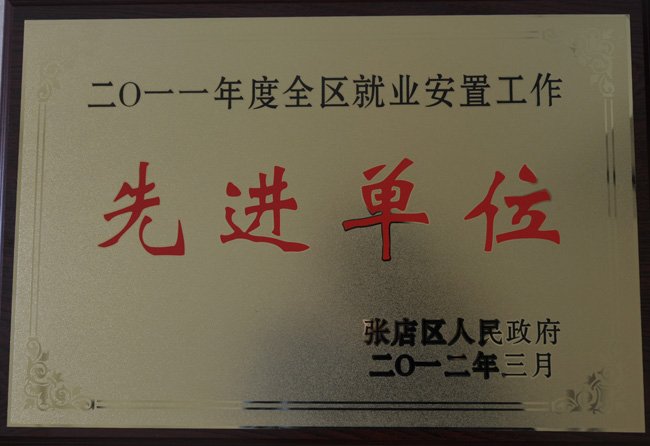 二〇一一年度全区就业安置工作
先进单位
张店区人民政府
二〇一二年三月